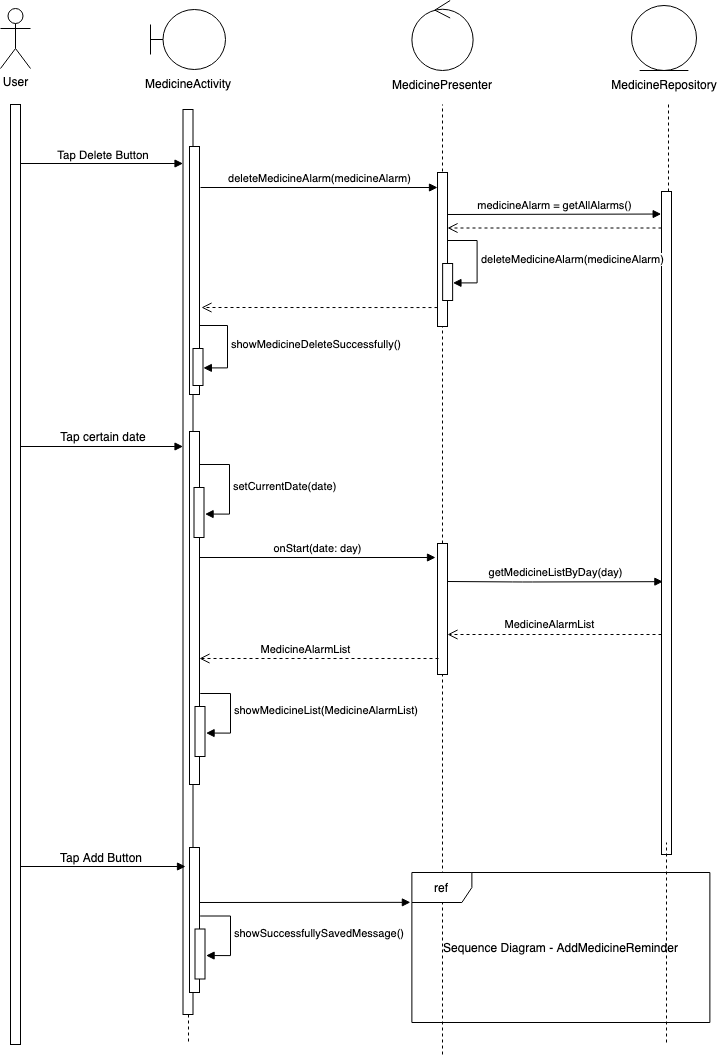 User
MedicineActivity
MedicinePresenter
MedicineRepository
Tap Delete Button
deleteMedicineAlarm(medicineAlarm)
medicineAlarm = getAllAlarms()
deleteMedicineAlarm(medicineAlarm)
showMedicineDeleteSuccessfully()
Tap certain date
setCurrentDate(date)
onStart(date: day)
getMedicineListByDay(day)
MedicineAlarmList
MedicineAlarmList
showMedicineList(MedicineAlarmList)
Tap Add Button
ref
showSuccessfullySavedMessage()
Sequence Diagram - AddMedicineReminder